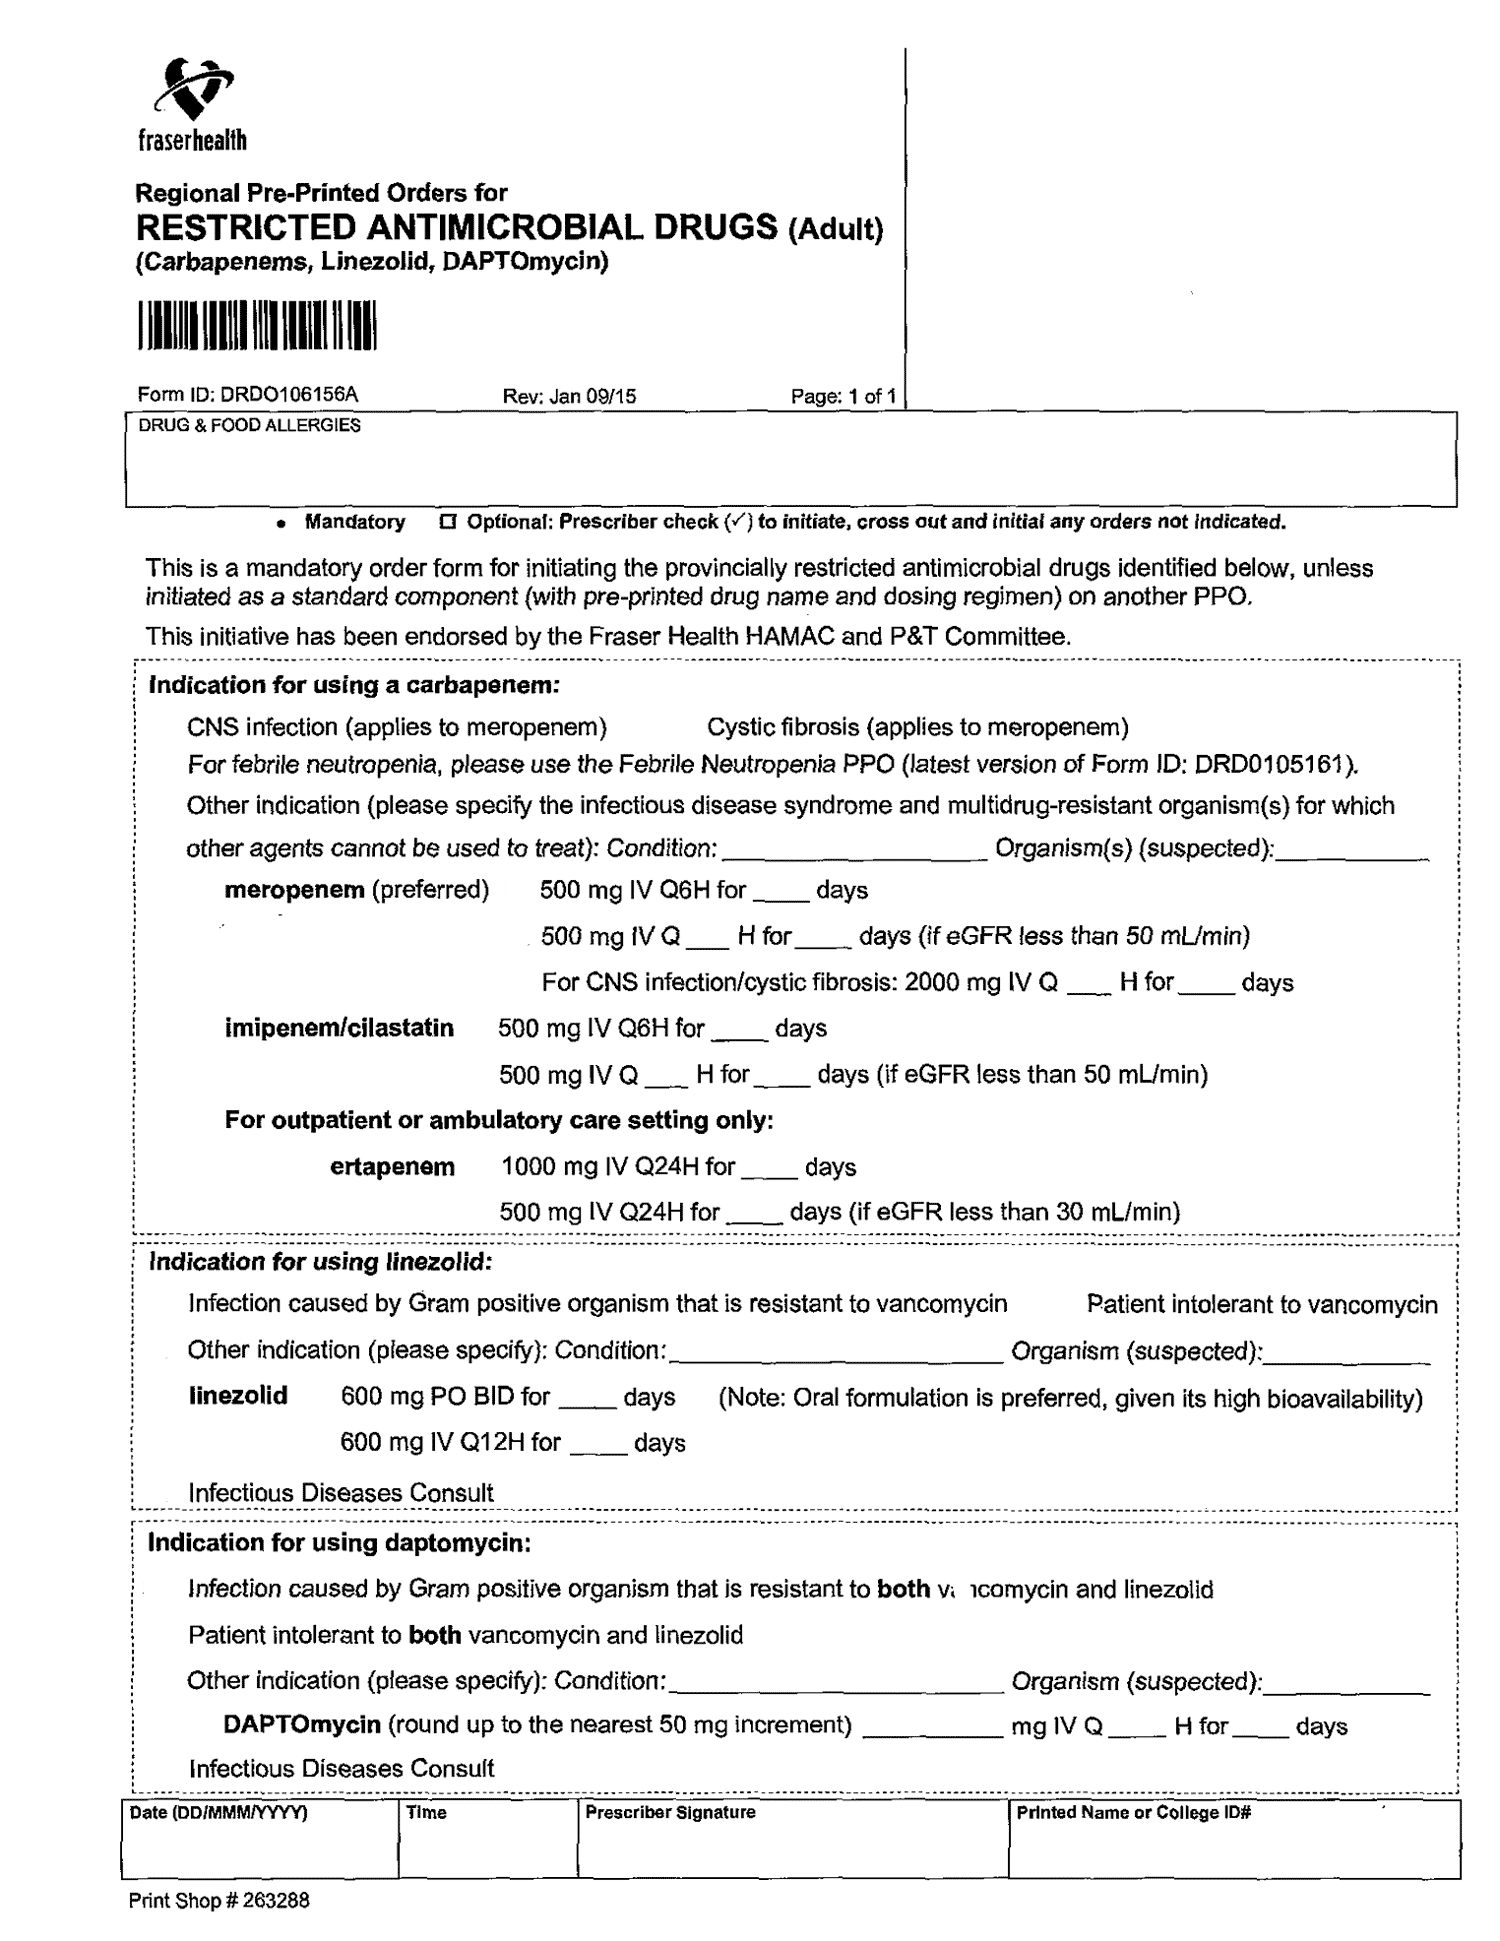 fraserhealth
Regional Pre-Printed Orders for
RESTRICTED ANTIMICROBIAL DRUGS (Adult)
(Carbapenems, Linezolid, DAPTOmycin)
Form ID: DRDO106156A Rev: Jan 09/15 Page: 1 of 1
DRUG & FOOD ALLERGIES
• Mandatory ☐ Optional: Prescriber check (✓) to initiate, cross out and initial any orders not indicated.
This is a mandatory order form for initiating the provincially restricted antimicrobial drugs identified below, unless
initiated as a standard component (with pre-printed drug name and dosing regimen) on another PPO.
This initiative has been endorsed by the Fraser Health HAMAC and P&T Committee.
Indication for using a carbapenem:
CNS infection (applies to meropenem) Cystic fibrosis (applies to meropenem)
For febrile neutropenia, please use the Febrile Neutropenia PPO (latest version of Form ID: DRD0105161).
Other indication (please specify the infectious disease syndrome and multidrug-resistant organism(s) for which
other agents cannot be used to treat): Condition:____________________ Organism(s) (suspected):____________
meropenem (preferred) 500 mg IV Q6H for ____ days
500 mg IV Q ___ H for ____ days (if eGFR less than 50 mL/min)
For CNS infection/cystic fibrosis: 2000 mg IV Q ___ H for ____ days
imipenem/cilastatin 500 mg IV Q6H for ____ days
500 mg IV Q ___ H for ____ days (if eGFR less than 50 mL/min)
For outpatient or ambulatory care setting only:
ertapenem 1000 mg IV Q24H for ____ days
500 mg IV Q24H for ____ days (if eGFR less than 30 mL/min)
Indication for using linezolid:
Infection caused by Gram positive organism that is resistant to vancomycin Patient intolerant to vancomycin
Other indication (please specify): Condition:_________________________ Organism (suspected):____________
linezolid 600 mg PO BID for ____ days (Note: Oral formulation is preferred, given its high bioavailability)
600 mg IV Q12H for ____ days
Infectious Diseases Consult
Indication for using daptomycin:
Infection caused by Gram positive organism that is resistant to both v ncomycin and linezolid
Patient intolerant to both vancomycin and linezolid
Other indication (please specify): Condition:_________________________ Organism (suspected):____________
DAPTOmycin (round up to the nearest 50 mg increment) __________ mg IV Q ____ H for ____ days
Infectious Diseases Consult
Date (DD/MMM/YYYY) Time Prescriber Signature Printed Name or College ID#
Print Shop # 263288